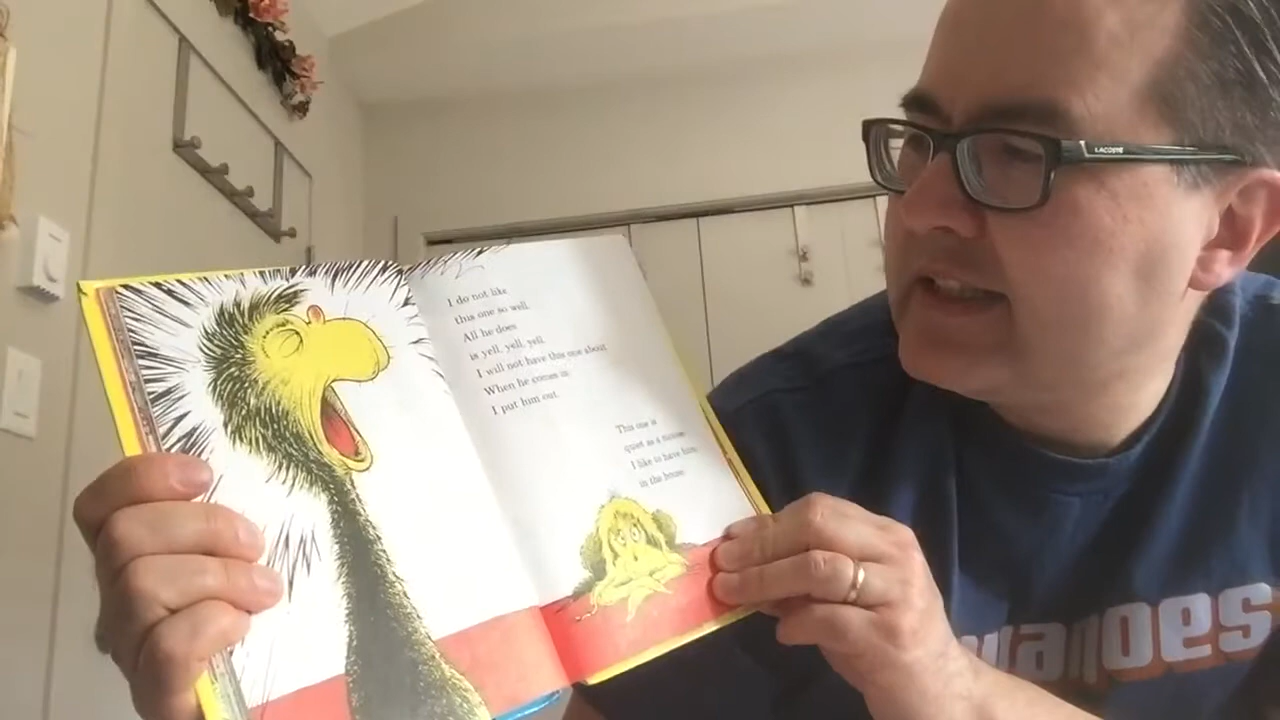 I do not like
this one so well.
All he does
is yell, yell, yell.
I will not have this one about.
When he comes in
I put him out.
This one is
quiet as a mouse.
I like to have him
in the house.
LACOSTE